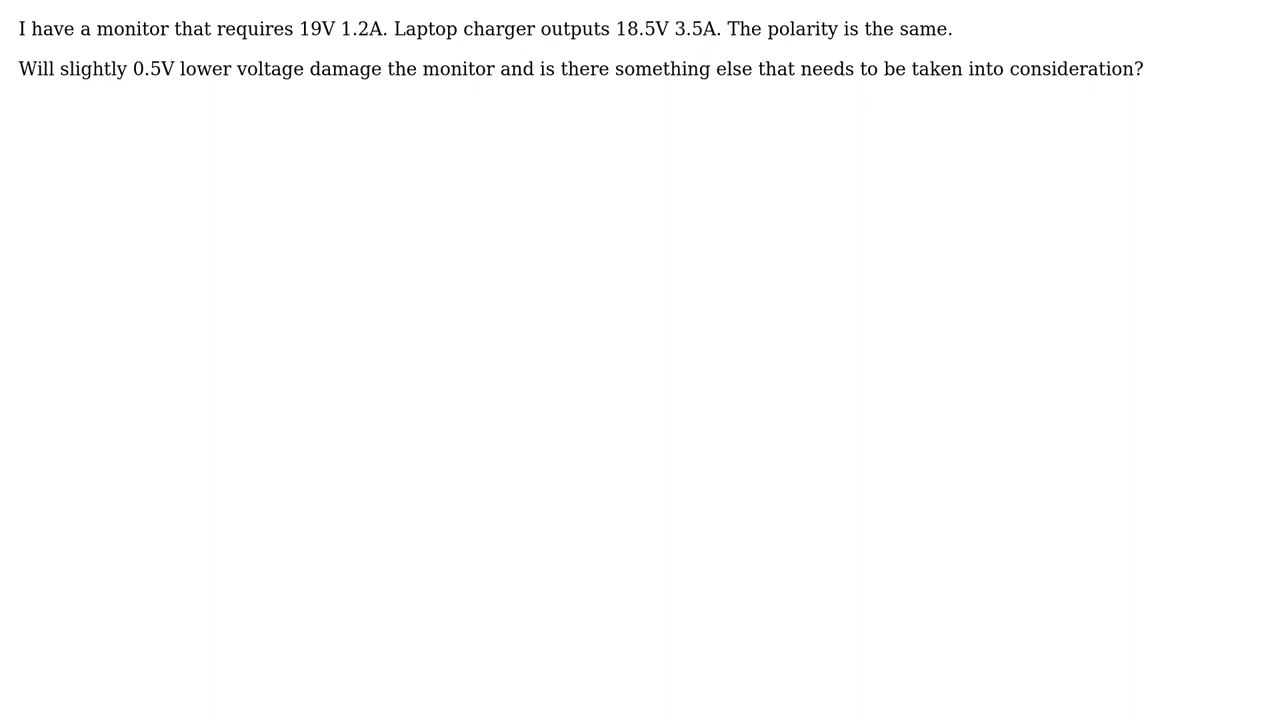 I have a monitor that requires 19V 1.2A. Laptop charger outputs 18.5V 3.5A. The polarity is the same.
Will slightly 0.5V lower voltage damage the monitor and is there something else that needs to be taken into consideration?